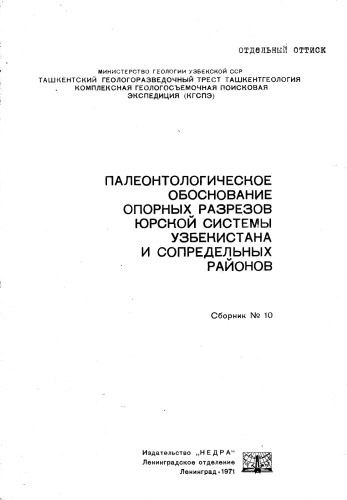 ОТДЕЛЬНЫЙ ОТТИСК
МИНИСТЕРСТВО ГЕОЛОГИИ УЗБЕКСКОЙ ССР
ТАШКЕНТСКИЙ ГЕОЛОГОРАЗВЕДОЧНЫЙ ТРЕСТ ТАШКЕНТГЕОЛОГИЯ
КОМПЛЕКСНАЯ ГЕОЛОГОСЪЕМОЧНАЯ ПОИСКОВАЯ
ЭКСПЕДИЦИЯ (КГСПЭ)
ПАЛЕОНТОЛОГИЧЕСКОЕ
ОБОСНОВАНИЕ
ОПОРНЫХ РАЗРЕЗОВ
ЮРСКОЙ СИСТЕМЫ
УЗБЕКИСТАНА
И СОПРЕДЕЛЬНЫХ
РАЙОНОВ
Сборник № 10
Издательство „НЕДРА"
Ленинградское отделение
Ленинград·1971